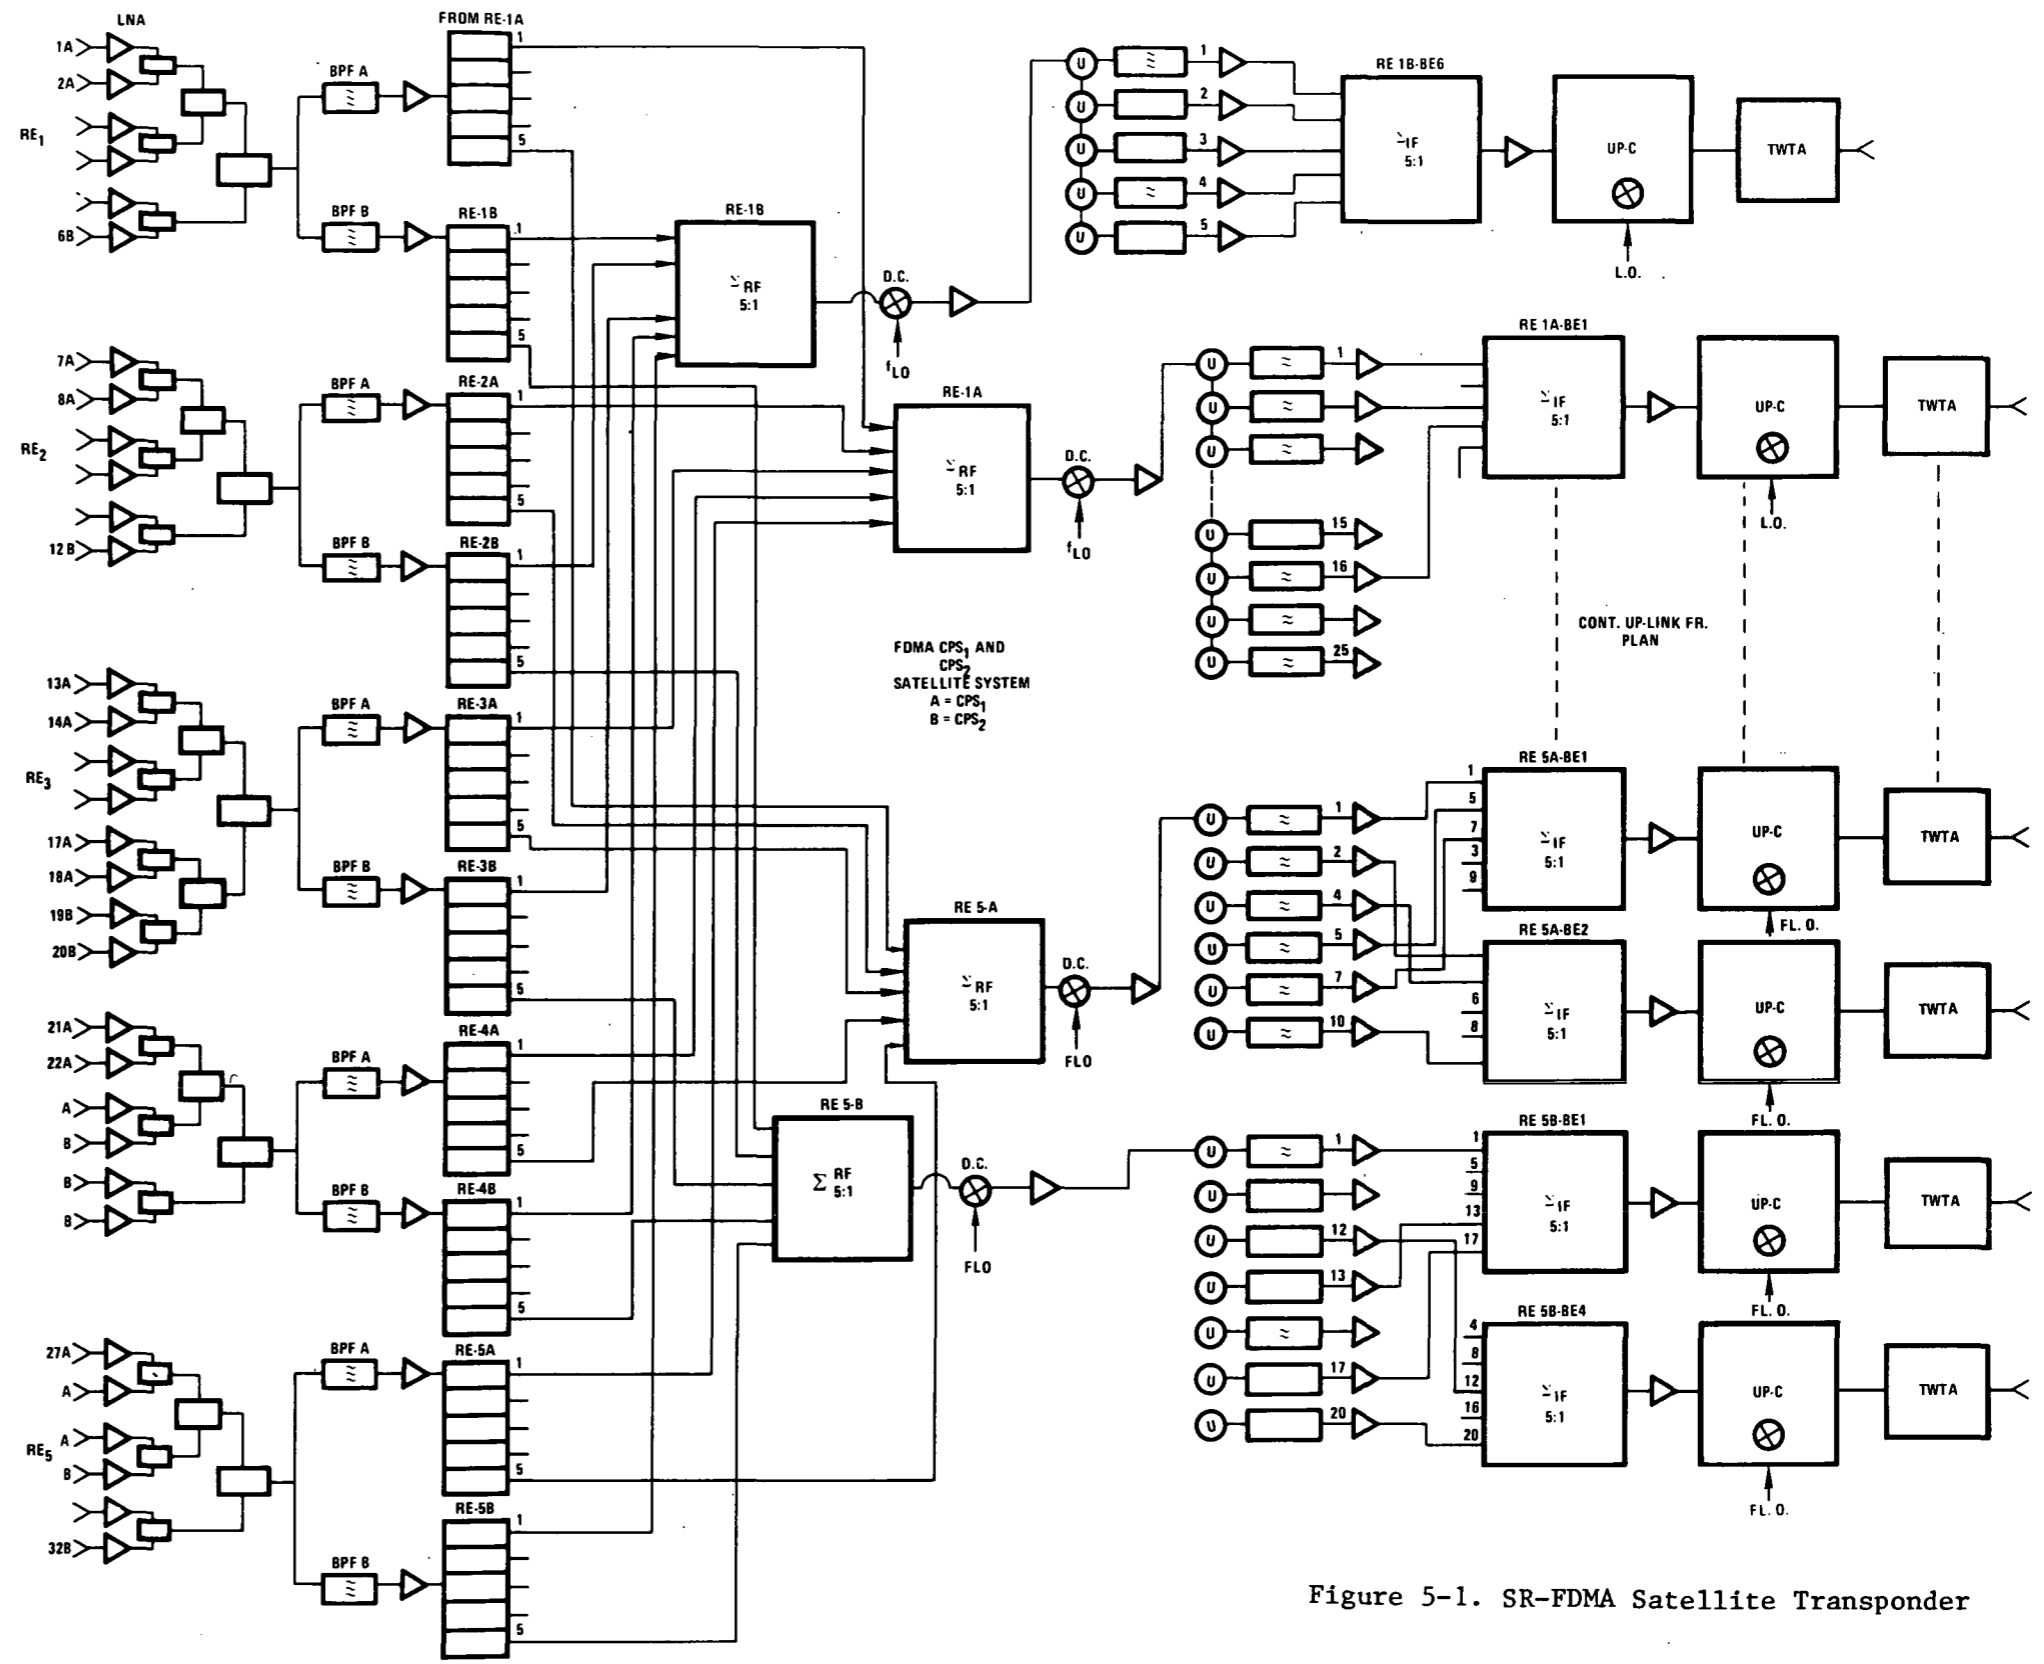 LNA
FROM RE-1A
1A
2A
RE1
6B
BPF A
1
5
BPF B
RE-1B
1
5
7A
8A
RE2
12 B
BPF A
RE-2A
1
5
BPF B
RE-2B
1
5
13A
14A
RE3
17A
18A
19B
20B
BPF A
RE-3A
1
5
BPF B
RE-3B
1
5
21A
22A
A
B
B
B
BPF A
RE-4A
1
5
BPF B
RE-4B
1
5
27A
A
RE5
A
B
32B
BPF A
RE-5A
1
5
BPF B
RE-5B
1
5
RE-1B
Σ RF
5:1
D.C.
fLO
RE-1A
Σ RF
5:1
D.C.
fLO
FDMA CPS1 AND
CPS2
SATELLITE SYSTEM
A = CPS1
B = CPS2
RE 5-A
Σ RF
5:1
D.C.
FLO
RE 5-B
Σ RF
5:1
D.C.
FLO
U
U
U
U
U
1
2
3
4
5
RE 1B-BE6
Σ IF
5:1
UP-C
L.O.
TWTA
U
U
U
U
U
U
U
1
15
16
25
RE 1A-BE1
Σ IF
5:1
UP-C
L.O.
TWTA
CONT. UP-LINK FR.
PLAN
U
U
U
U
U
U
1
2
4
5
7
10
RE 5A-BE1
1
5
7
3
9
Σ IF
5:1
UP-C
FL. O.
TWTA
RE 5A-BE2
6
8
Σ IF
5:1
UP-C
FL. O.
TWTA
U
U
U
U
U
U
U
1
12
13
17
20
RE 5B-BE1
1
5
9
13
17
Σ IF
5:1
UP-C
FL. O.
TWTA
RE 5B-BE4
4
8
12
16
20
Σ IF
5:1
UP-C
FL. O.
TWTA
Figure 5-1. SR-FDMA Satellite Transponder